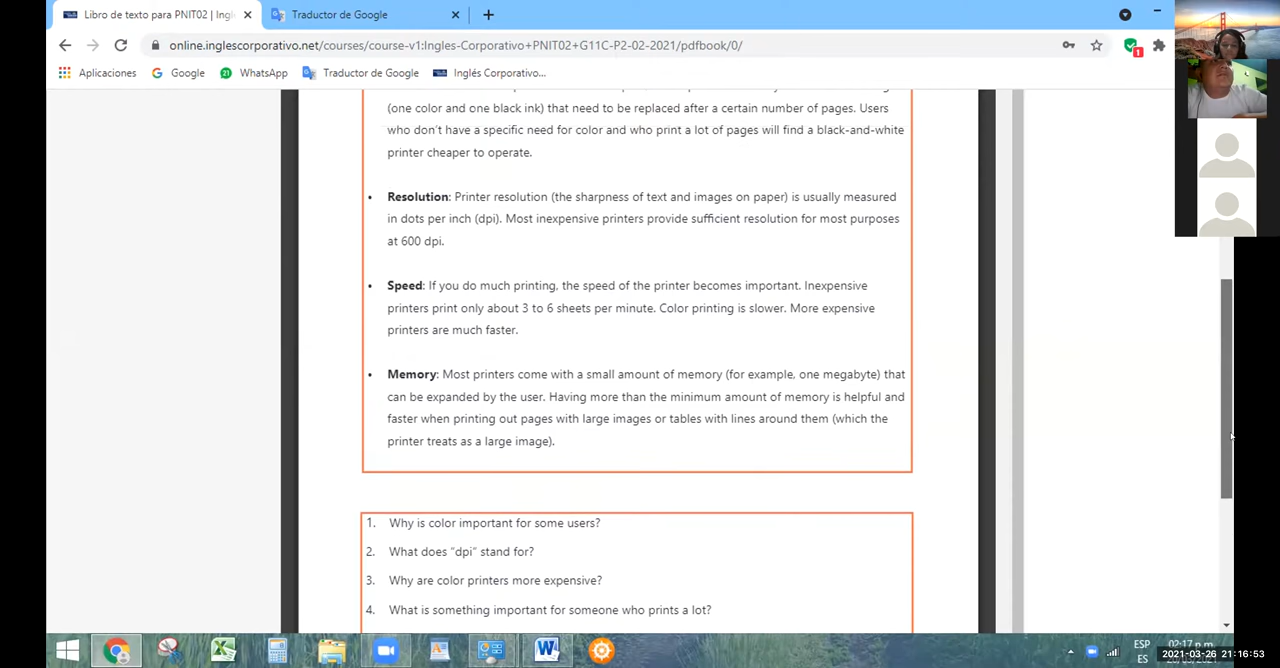 Libro de texto para PNIT02 | Ingl
Traductor de Google
online.inglescorporativo.net/courses/course-v1:Ingles-Corporativo+PNIT02+G11C-P2-02-2021/pdfbook/0/
1
Aplicaciones
Google
21
WhatsApp
Traductor de Google
Inglés Corporativo...
(one color and one black ink) that need to be replaced after a certain number of pages. Users
who don't have a specific need for color and who print a lot of pages will find a black-and-white
printer cheaper to operate.
• Resolution: Printer resolution (the sharpness of text and images on paper) is usually measured
in dots per inch (dpi). Most inexpensive printers provide sufficient resolution for most purposes
at 600 dpi.
• Speed: If you do much printing, the speed of the printer becomes important. Inexpensive
printers print only about 3 to 6 sheets per minute. Color printing is slower. More expensive
printers are much faster.
• Memory: Most printers come with a small amount of memory (for example, one megabyte) that
can be expanded by the user. Having more than the minimum amount of memory is helpful and
faster when printing out pages with large images or tables with lines around them (which the
printer treats as a large image).
1. Why is color important for some users?
2. What does "dpi" stand for?
3. Why are color printers more expensive?
4. What is something important for someone who prints a lot?
ESP
ES
02:17 p.m.
2021-03-26 21:16:53